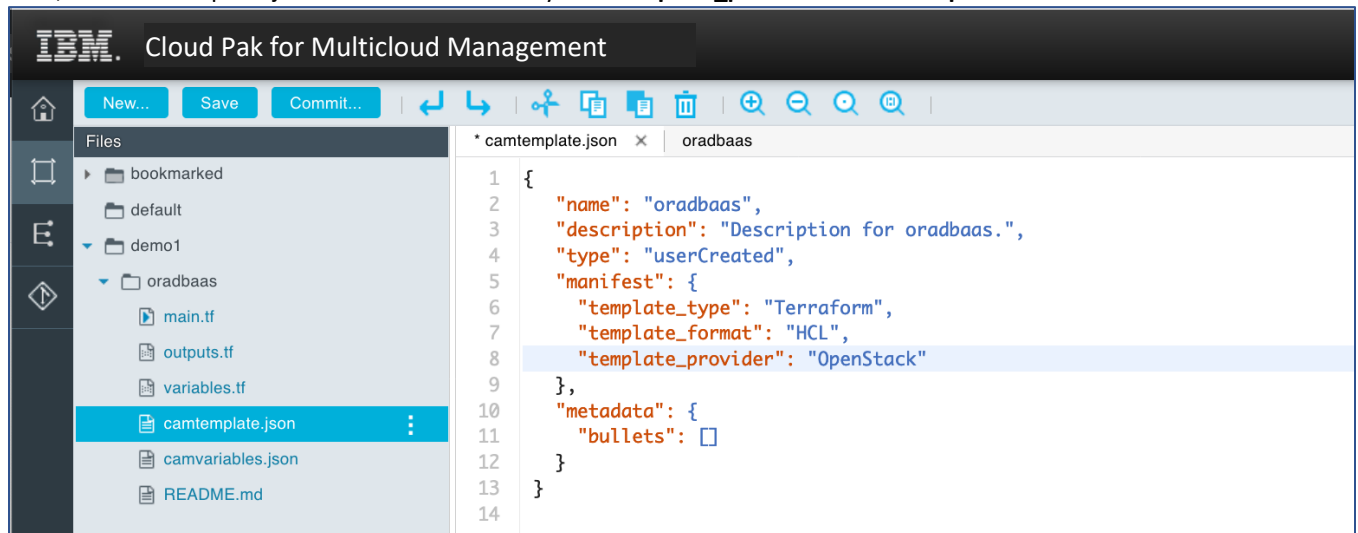 IBM. Cloud Pak for Multicloud Management
New... Save Commit...
Files
* camtemplate.json × oradbaas
bookmarked
default
demo1
oradbaas
main.tf
outputs.tf
variables.tf
camtemplate.json
camvariables.json
README.md
1 {
2 "name": "oradbaas",
3 "description": "Description for oradbaas.",
4 "type": "userCreated",
5 "manifest": {
6 "template_type": "Terraform",
7 "template_format": "HCL",
8 "template_provider": "OpenStack"
9 },
10 "metadata": {
11 "bullets": []
12 }
13 }
14